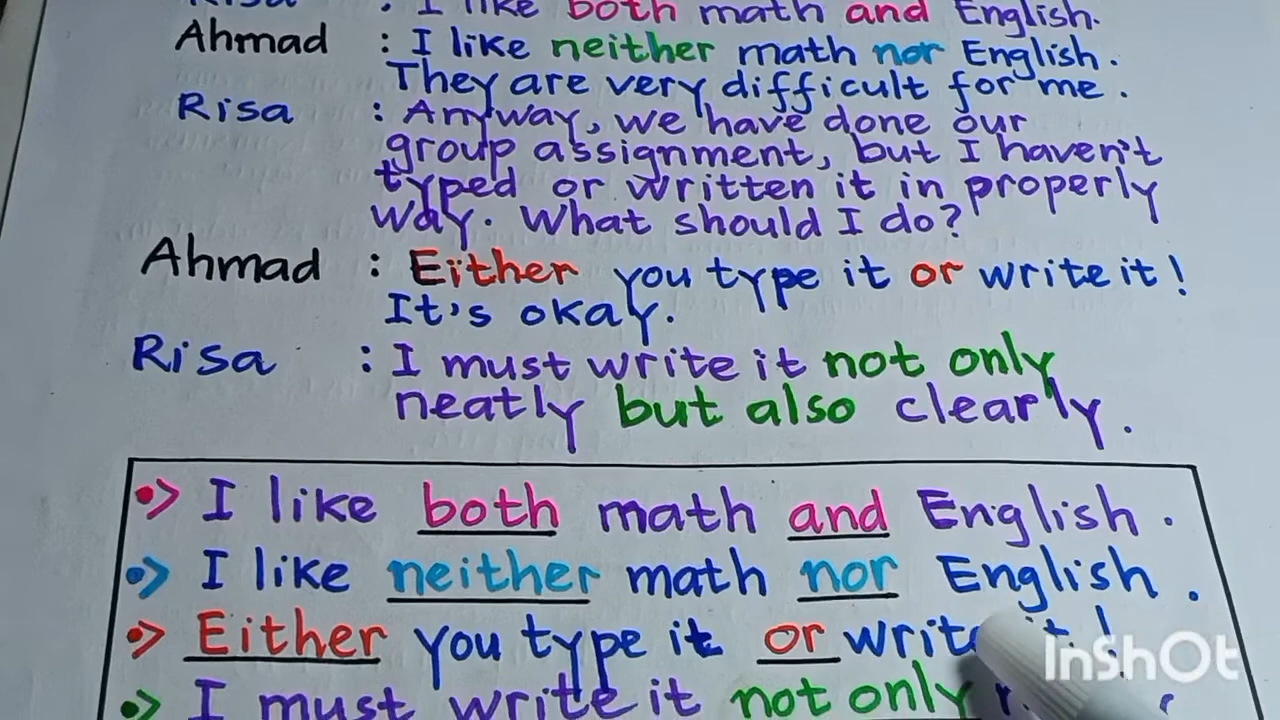 Risa : I like both math and English.
Ahmad : I like neither math nor English.
They are very difficult for me.
Risa : Anyway, we have done our
group assignment, but I haven't
typed or written it in properly
way. What should I do?
Ahmad : Either you type it or write it!
It's okay.
Risa : I must write it not only
neatly but also clearly.
I like both math and English.
I like neither math nor English.
Either you type it or write it!
I must write it not only
InShOt